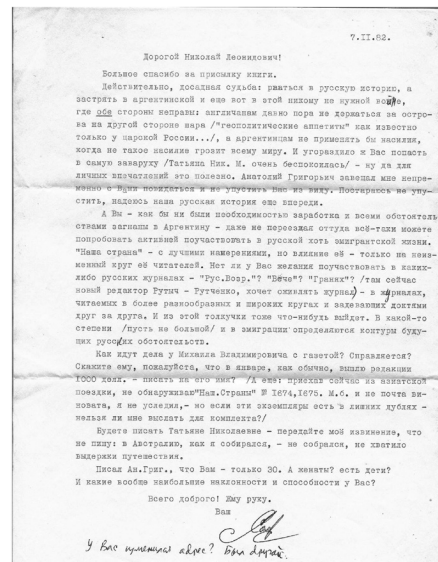 7.II.82.
Дорогой Николай Леонидович!
Большое спасибо за присылку книги.
Действительно, досадная судьба: рваться в русскую историю, а
застрять в аргентинской и еще вот в этой никому не нужной войне,
где обе стороны неправы: англичанам давно пора не держаться за остро-
ва на другой стороне шара /"геополитические аппетиты" как известно
только у царской России.../, а аргентинцам не применять бы насилия,
когда не такое насилие грозит всему миру. И угораздило ж Вас попасть
в самую заваруху /Татьяна Ник. М. очень беспокоилась/ - ну да для
личных впечатлений это полезно. Анатолий Григорьич завещал мне непре-
менно с Вами повидаться и не упустить Вас из виду. Постараюсь не упу-
стить, надеюсь наша русская история еще впереди.
А Вы - как бы ни были необходимостью заработка и всеми обстоятель
ствами загнаны в Аргентину - даже не переезжая оттуда всё-таки можете
попробовать активней поучаствовать в русской хоть эмигрантской жизни.
"Наша страна" - с лучшими намерениями, но влияние её - только на неиз-
менный круг её читателей. Нет ли у Вас желания поучаствовать в каких-
либо русских журналах - "Рус.Возр."? "Вече"? "Гранях"? /там сейчас
новый редактор Рутыч - Рутченко, хочет оживлять журнал/ - в журналах,
читаемых в более разнообразных и широких кругах и задевающих локтями
друг за друга. И из этой толкучки тоже что-нибудь выйдет. В какой-то
степени /пусть не большой/ и в эмиграции определяются контуры буду-
щих русских обстоятельств.
Как идут дела у Михаила Владимировича с газетой? Справляется?
Скажите ему, пожалуйста, что в январе, как обычно, вышлю редакции
1000 долл. - писать на его имя? /А еще: приехав сейчас из азиатской
поездки, не обнаруживаю "Наш.Страны" № 1674,1675. М.б. и не почта ви-
новата, я не уследил,- но если эти экземпляры есть в лишних дублях -
нельзя ли мне выслать для комплекта?/
Будете писать Татьяне Николаевне - передайте моё извинение, что
не пишу: в Австралию, как я собирался, - не собрался, не хватило
выдержки путешествия.
Писал Ан.Григ., что Вам - только 30. А женаты? есть дети?
И какие вообще наибольные наклонности и способности у Вас?
Всего доброго! Жму руку.
Ваш
У Вас изменился адрес? Был другой.